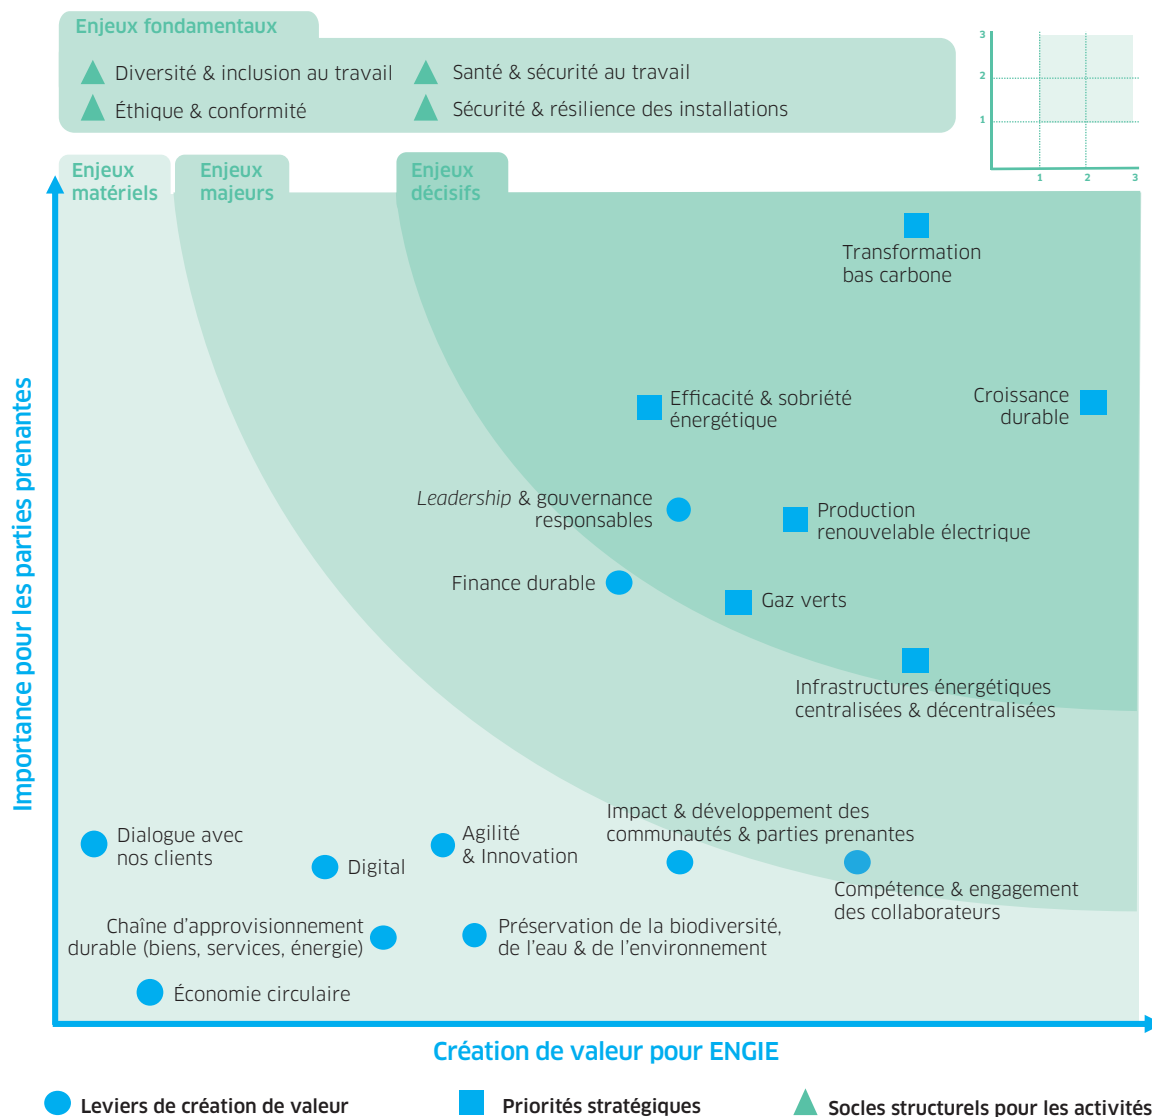 Enjeux fondamentaux
Diversité & inclusion au travail
Santé & sécurité au travail
Éthique & conformité
Sécurité & résilience des installations
3
2
1
1
2
3
Enjeux
matériels
Enjeux
majeurs
Enjeux
décisifs
Importance pour les parties prenantes
Transformation
bas carbone
Efficacité & sobriété
énergétique
Croissance
durable
Leadership & gouvernance
responsables
Production
renouvelable électrique
Finance durable
Gaz verts
Infrastructures énergétiques
centralisées & décentralisées
Dialogue avec
nos clients
Digital
Agilité
& Innovation
Impact & développement des
communautés & parties prenantes
Compétence & engagement
des collaborateurs
Chaîne d'approvisionnement
durable (biens, services, énergie)
Préservation de la biodiversité,
de l'eau & de l'environnement
Économie circulaire
Création de valeur pour ENGIE
Leviers de création de valeur
Priorités stratégiques
Socles structurels pour les activités